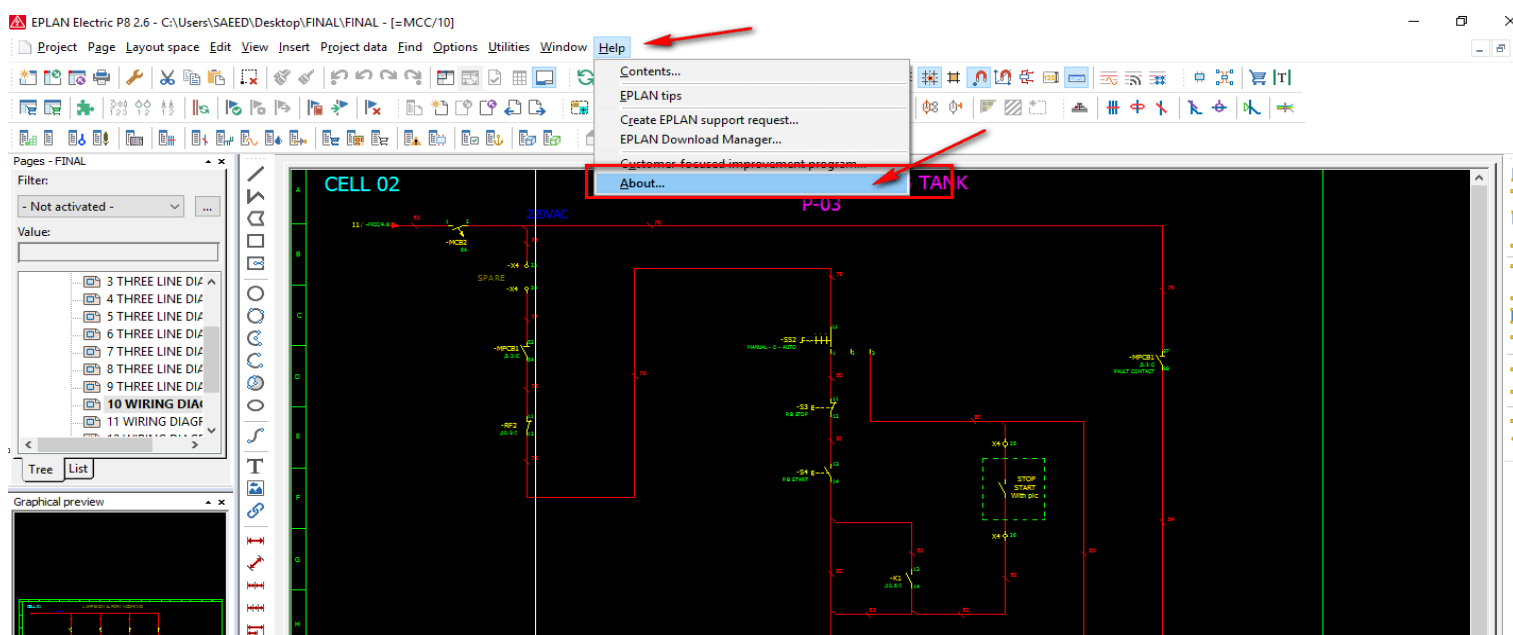 EPLAN Electric P8 2.6 - C:\Users\SAEED\Desktop\FINAL\FINAL - [=MCC/10]
Project Page Layout space Edit View Insert Project data Find Options Utilities Window Help
Contents...
EPLAN tips
Create EPLAN support request...
EPLAN Download Manager...
Customer-focused improvement program...
About...
Pages - FINAL
Filter:
- Not activated -
...
Value:
3 THREE LINE DIA
4 THREE LINE DIA
5 THREE LINE DIA
6 THREE LINE DIA
7 THREE LINE DIA
8 THREE LINE DIA
9 THREE LINE DIA
10 WIRING DIAG
11 WIRING DIAGR
Tree List
Graphical preview
CELL 02
TANK
P-03
220VAC
-MCB2
6A
-X4
SPARE
-X4
-MPCB1
-RF2
-SS2
MANUAL - 0 - AUTO
-S3
RB STOP
-S4
RB START
-K1
X4
STOP
START
With plc
X4
-MPCB1
FAULT CONTACT
A
B
C
D
E
F
G
H